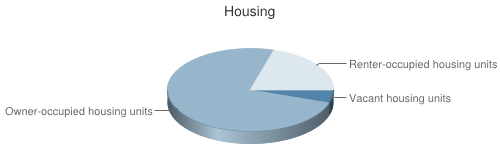 Housing
Renter-occupied housing units
Vacant housing units
Owner-occupied housing units